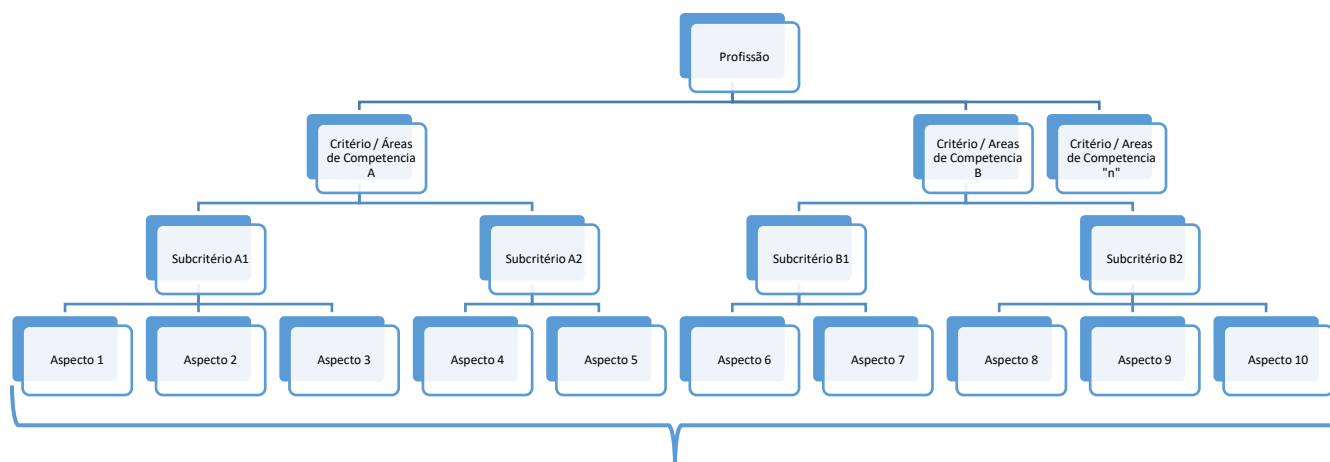 Profissão
Critério / Áreas
de Competencia
A
Critério / Areas
de Competencia
B
Critério / Areas
de Competencia
"n"
Subcritério A1
Subcritério A2
Subcritério B1
Subcritério B2
Aspecto 1
Aspecto 2
Aspecto 3
Aspecto 4
Aspecto 5
Aspecto 6
Aspecto 7
Aspecto 8
Aspecto 9
Aspecto 10